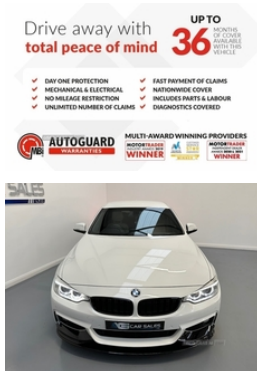 Drive away with
total peace of mind
UP TO
36
MONTHS
OF COVER
AVAILABLE
WITH THIS
VEHICLE
DAY ONE PROTECTION
MECHANICAL & ELECTRICAL
NO MILEAGE RESTRICTION
UNLIMITED NUMBER OF CLAIMS
FAST PAYMENT OF CLAIMS
NATIONWIDE COVER
INCLUDES PARTS & LABOUR
DIAGNOSTICS COVERED
AUTOGUARD
WARRANTIES
MULTI-AWARD WINNING PROVIDERS
MOTORTRADER
WINNER
MOTORTRADER
WINNER
SALES
CAR SALES